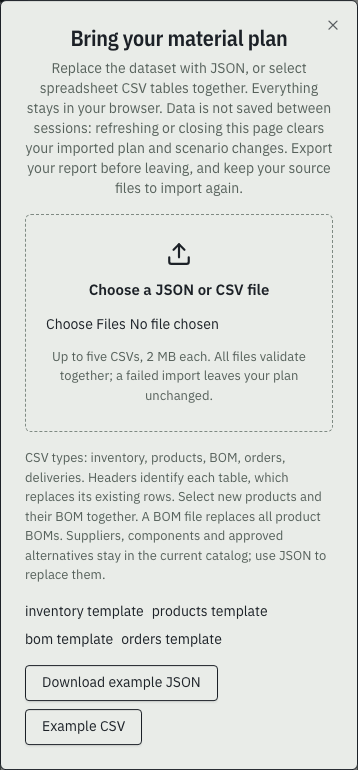 Bring your material plan
Replace the dataset with JSON, or select
spreadsheet CSV tables together. Everything
stays in your browser. Data is not saved between
sessions: refreshing or closing this page clears
your imported plan and scenario changes. Export
your report before leaving, and keep your source
files to import again.
Choose a JSON or CSV file
Choose Files No file chosen
Up to five CSVs, 2 MB each. All files validate
together; a failed import leaves your plan
unchanged.
CSV types: inventory, products, BOM, orders,
deliveries. Headers identify each table, which
replaces its existing rows. Select new products and
their BOM together. A BOM file replaces all product
BOMs. Suppliers, components and approved
alternatives stay in the current catalog; use JSON to
replace them.
inventory template products template
bom template orders template
Download example JSON
Example CSV